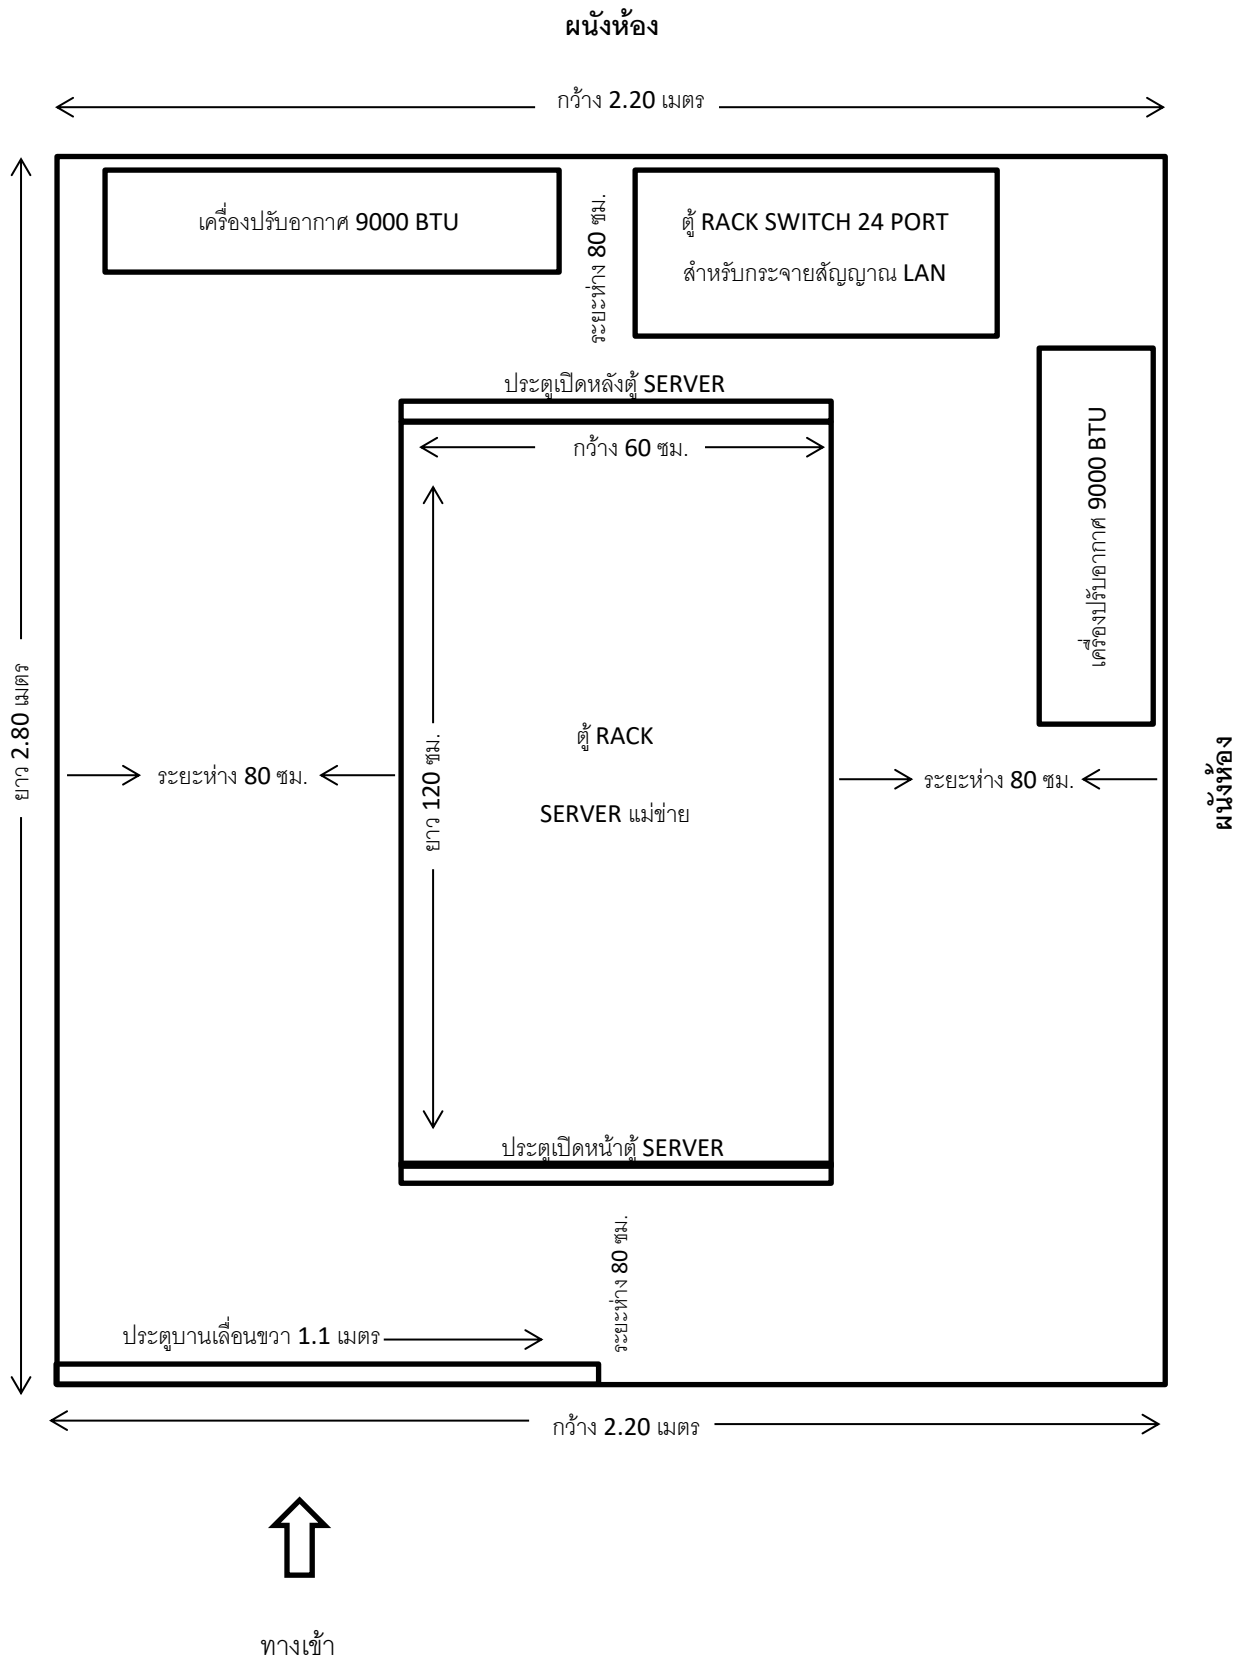 ผนังห้อง
กว้าง 2.20 เมตร
เครื่องปรับอากาศ 9000 BTU
ระยะห่าง 80 ซม.
ตู้ RACK SWITCH 24 PORT
สำหรับกระจายสัญญาณ LAN
ประตูเปิดหลังตู้ SERVER
กว้าง 60 ซม.
เครื่องปรับอากาศ 9000 BTU
ยาว 2.80 เมตร
ระยะห่าง 80 ซม.
ยาว 120 ซม.
ตู้ RACK
SERVER แม่ข่าย
ระยะห่าง 80 ซม.
ผนังห้อง
ประตูเปิดหน้าตู้ SERVER
ระยะห่าง 80 ซม.
ประตูบานเลื่อนขวา 1.1 เมตร
กว้าง 2.20 เมตร
ทางเข้า